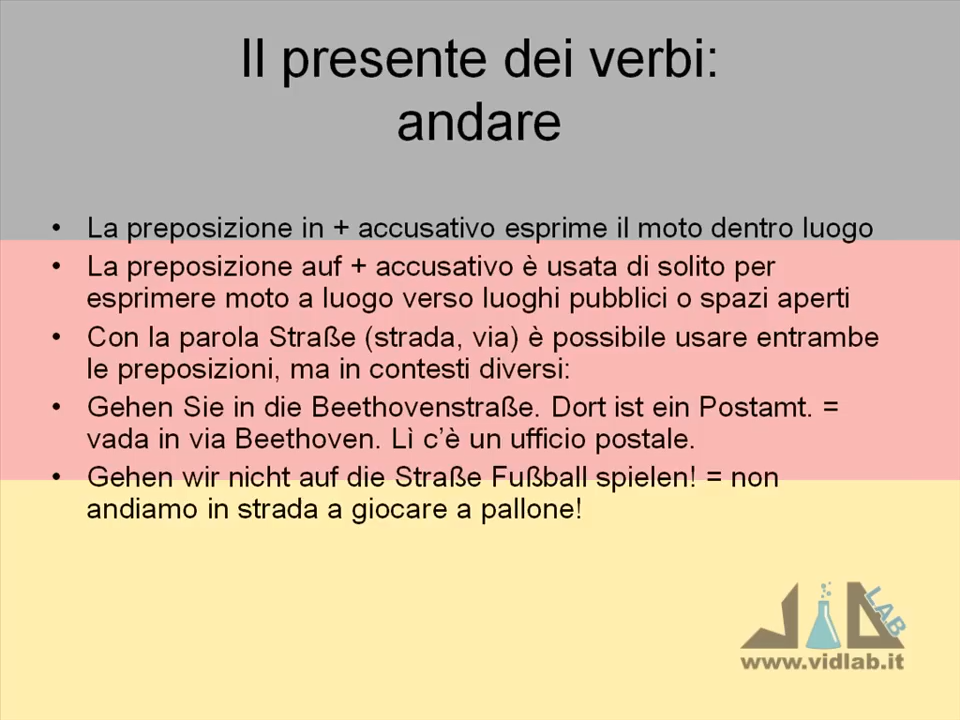 Il presente dei verbi:
andare
• La preposizione in + accusativo esprime il moto dentro luogo
• La preposizione auf + accusativo è usata di solito per
esprimere moto a luogo verso luoghi pubblici o spazi aperti
• Con la parola Straße (strada, via) è possibile usare entrambe
le preposizioni, ma in contesti diversi:
• Gehen Sie in die Beethovenstraße. Dort ist ein Postamt. =
vada in via Beethoven. Lì c’è un ufficio postale.
• Gehen wir nicht auf die Straße Fußball spielen! = non
andiamo in strada a giocare a pallone!
LAB
www.vidlab.it